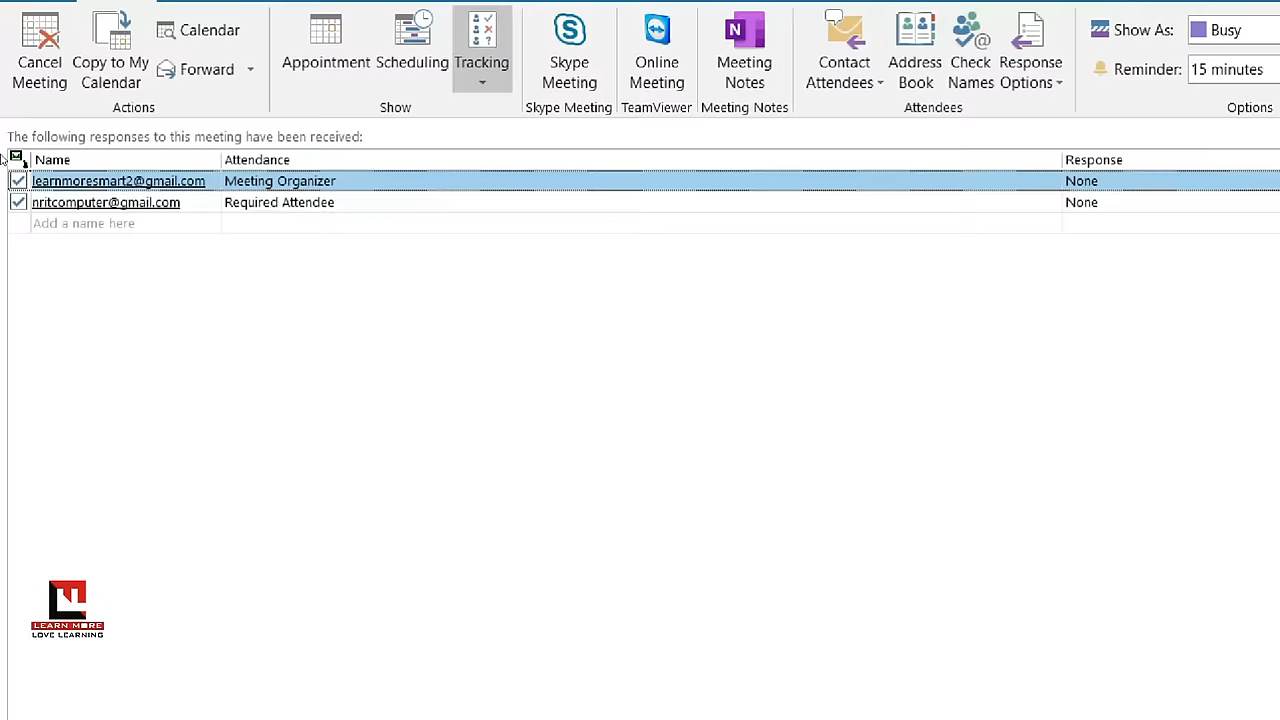 Cancel Meeting
Copy to My Calendar
Calendar
Forward
Actions
Appointment
Scheduling
Tracking
Show
Skype Meeting
Skype Meeting
Online Meeting
TeamViewer
Meeting Notes
Meeting Notes
Contact Attendees
Address Book
Check Names
Response Options
Attendees
Show As: Busy
Reminder: 15 minutes
Options
The following responses to this meeting have been received:
Name Attendance Response
learnmoresmart2@gmail.com Meeting Organizer None
nritcomputer@gmail.com Required Attendee None
Add a name here
LEARN MORE
LOVE LEARNING